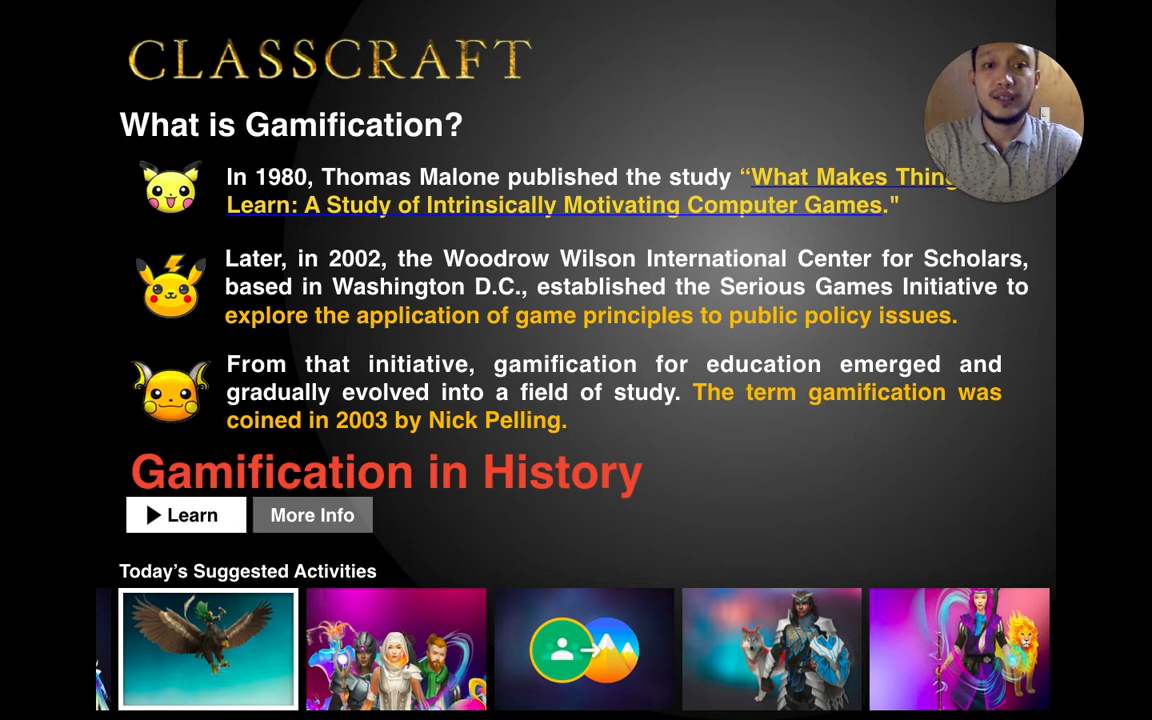 CLASSCRAFT
What is Gamification?
In 1980, Thomas Malone published the study “What Makes
Learn: A Study of Intrinsically Motivating Computer Games."
Later, in 2002, the Woodrow Wilson International Center for Scholars,
based in Washington D.C., established the Serious Games Initiative to
explore the application of game principles to public policy issues.
From that initiative, gamification for education emerged and
gradually evolved into a field of study. The term gamification was
coined in 2003 by Nick Pelling.
Gamification in History
Learn
More Info
Today’s Suggested Activities